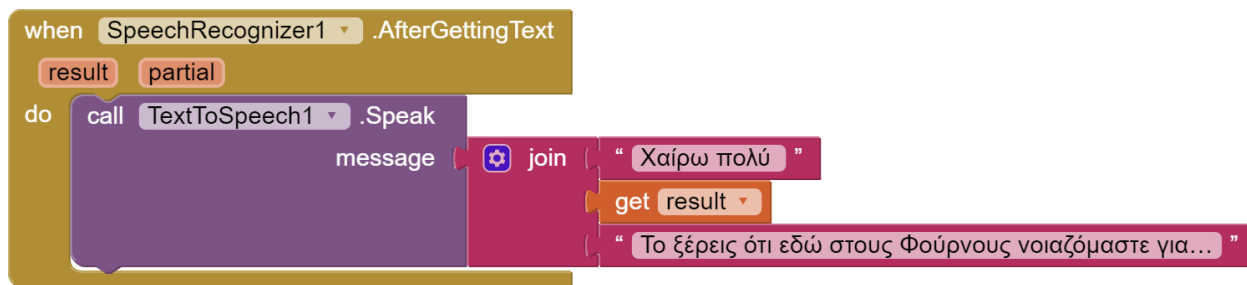 when SpeechRecognizer1 .AfterGettingText
result partial
do call TextToSpeech1 .Speak
message join “ Χαίρω πολύ ”
get result
“ Το ξέρεις ότι εδώ στους Φούρνους νοιαζόμαστε για… ”